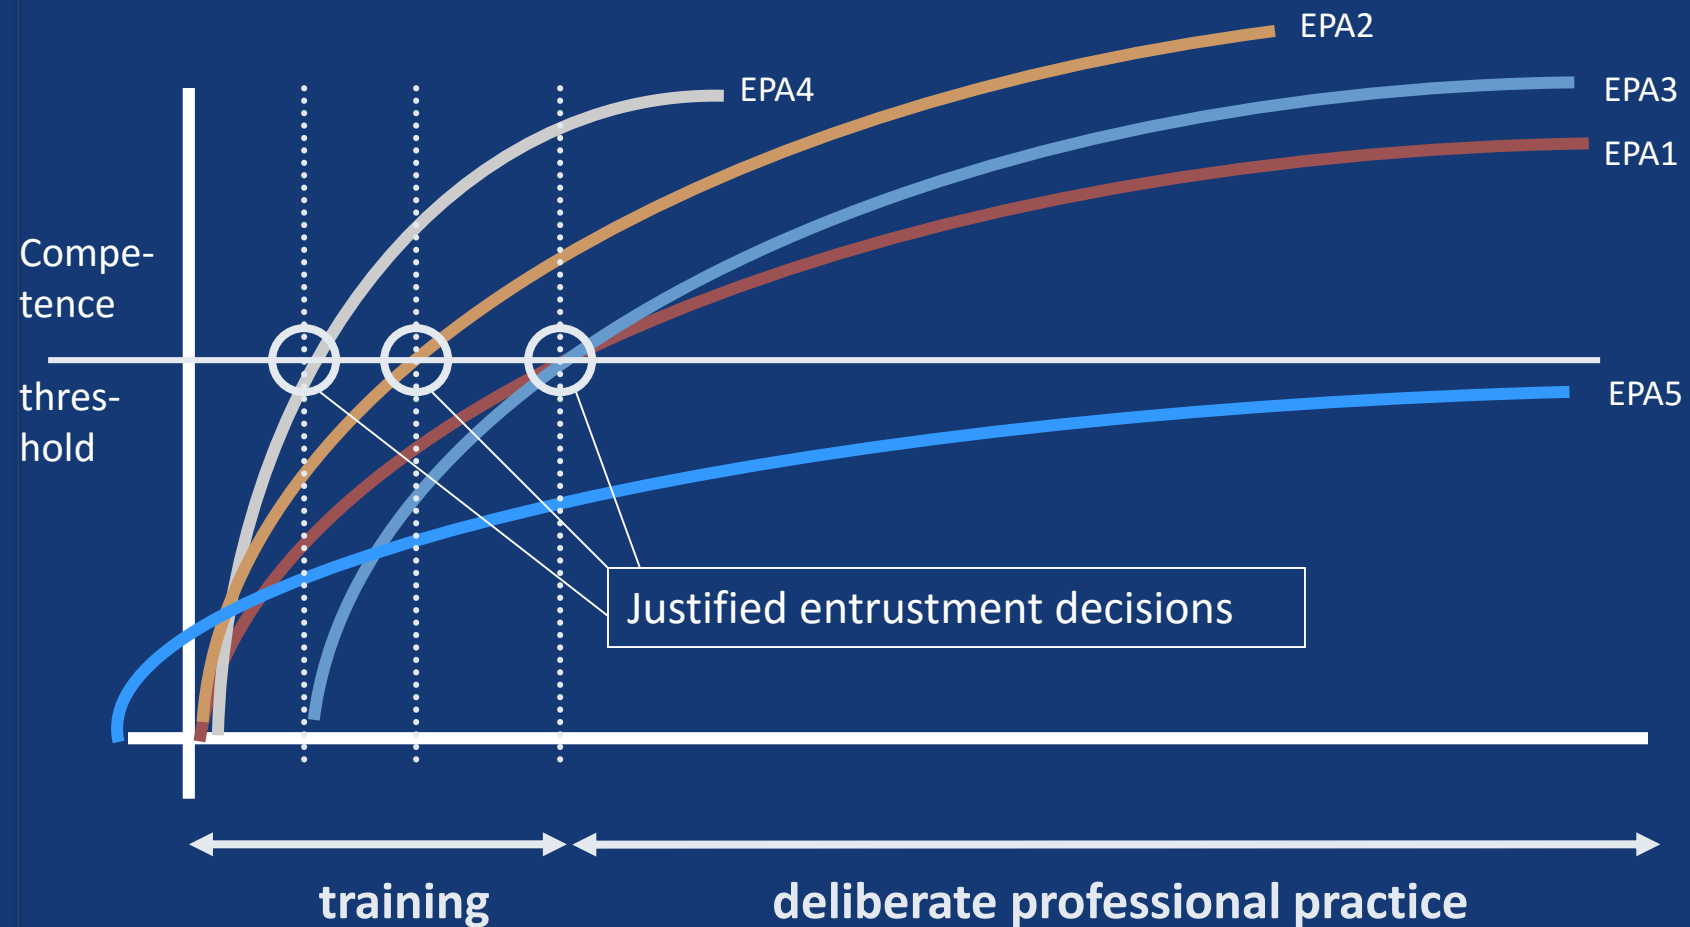 EPA2
EPA4
EPA3
EPA1
Compe-
tence
thres-
hold
EPA5
Justified entrustment decisions
training
deliberate professional practice